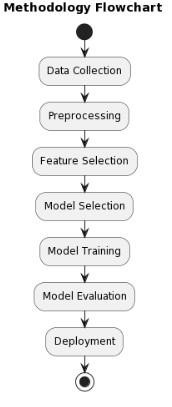 Methodology Flowchart
Data Collection
Preprocessing
Feature Selection
Model Selection
Model Training
Model Evaluation
Deployment